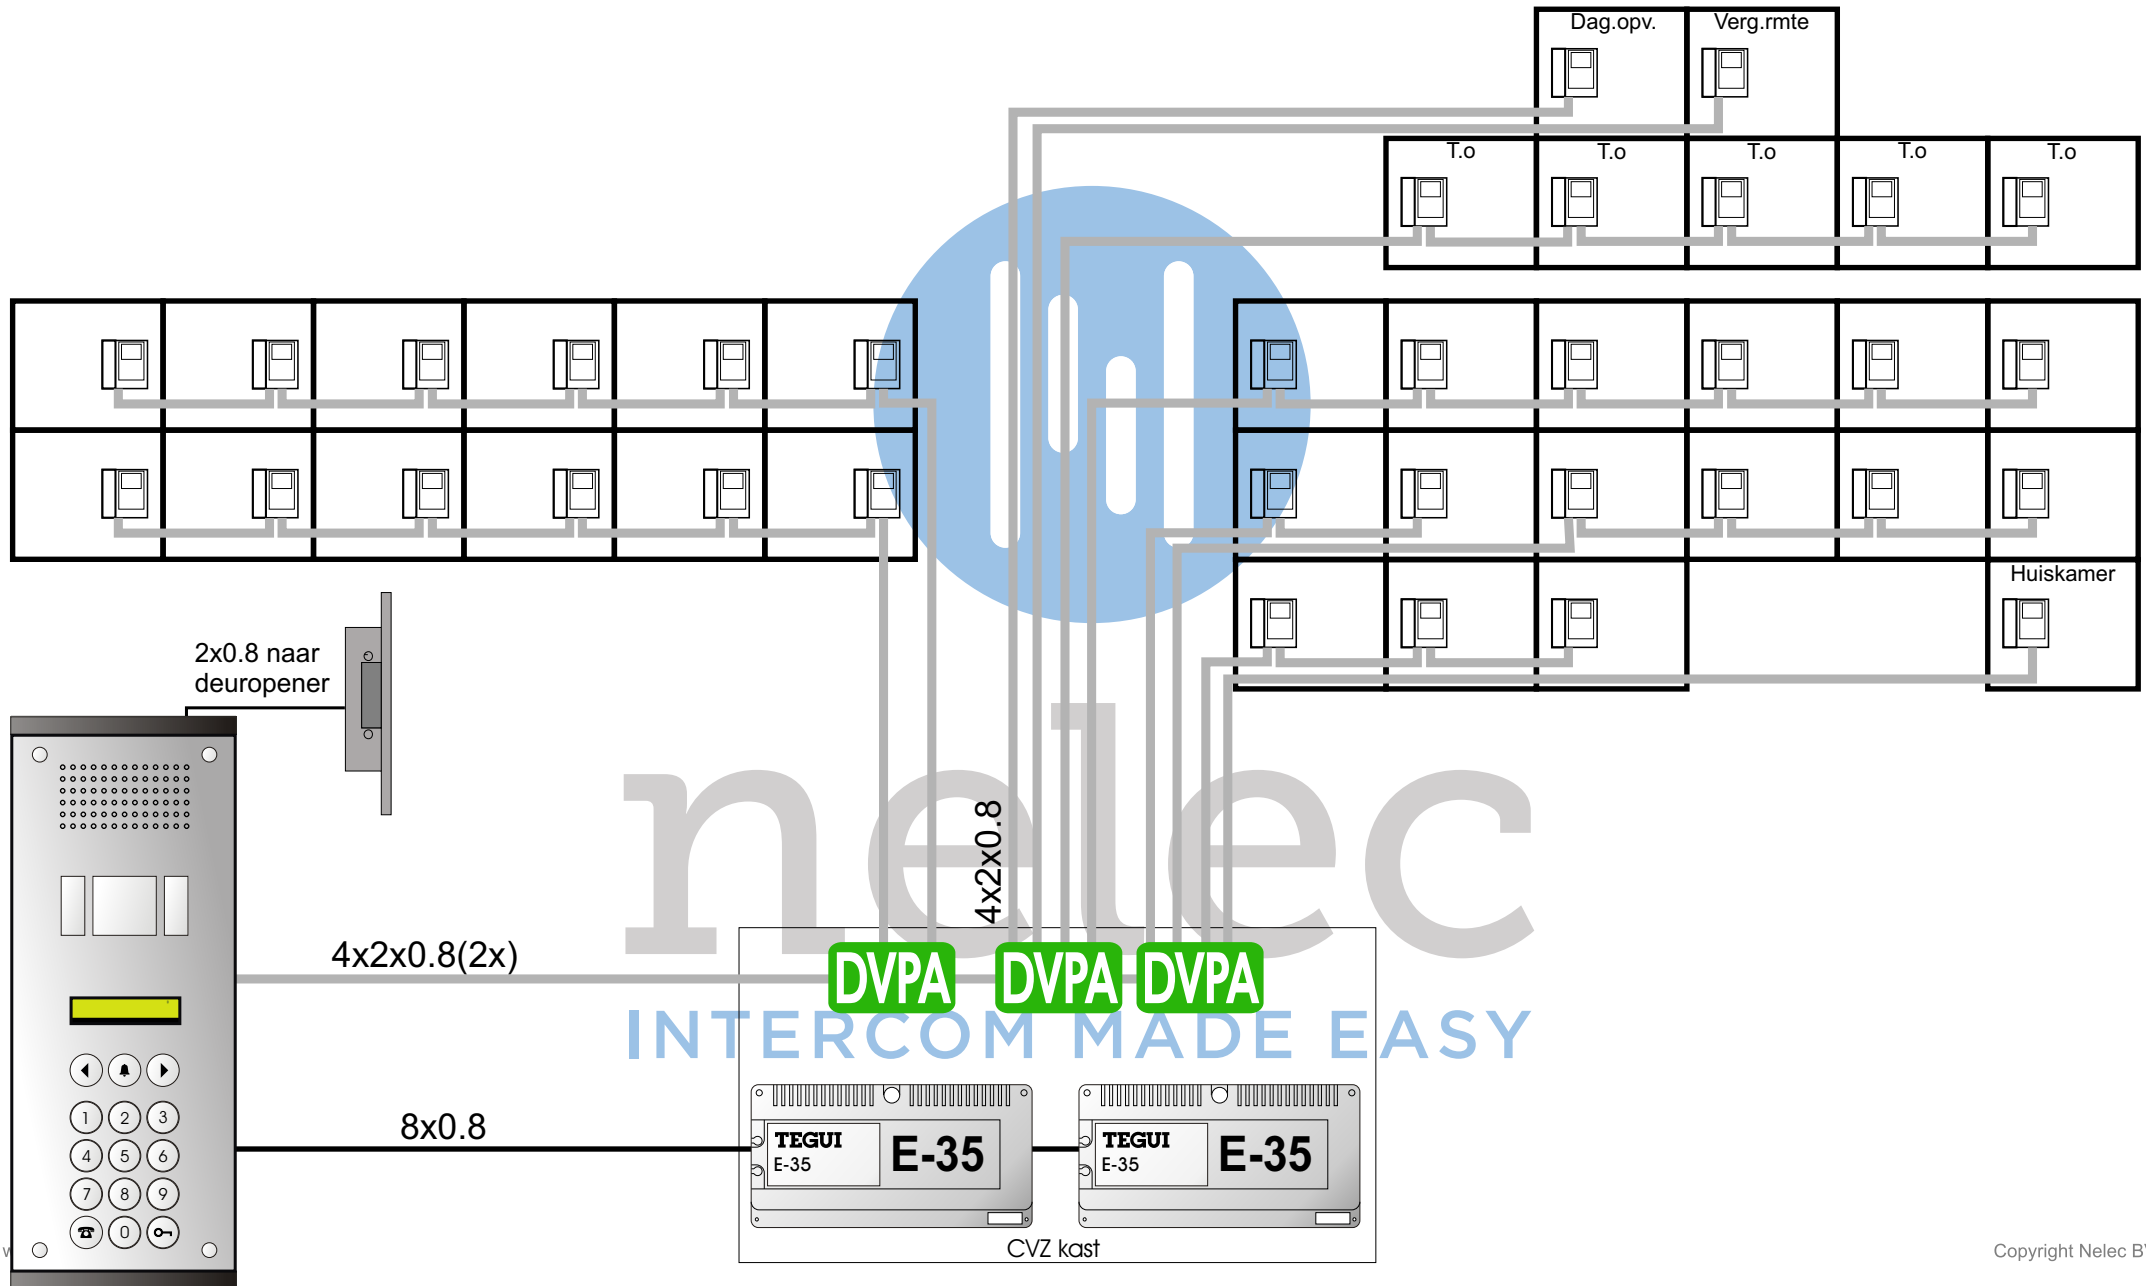 Dag.opv. Verg.rmte
T.o T.o T.o T.o T.o
Huiskamer
2x0.8 naar
deuropener
4x2x0.8
nelec
4x2x0.8(2x)
DVPA DVPA DVPA
INTERCOM MADE EASY
8x0.8
TEGUI
E-35
E-35
TEGUI
E-35
E-35
1 2 3
4 5 6
7 8 9
0
CVZ kast
Copyright Nelec